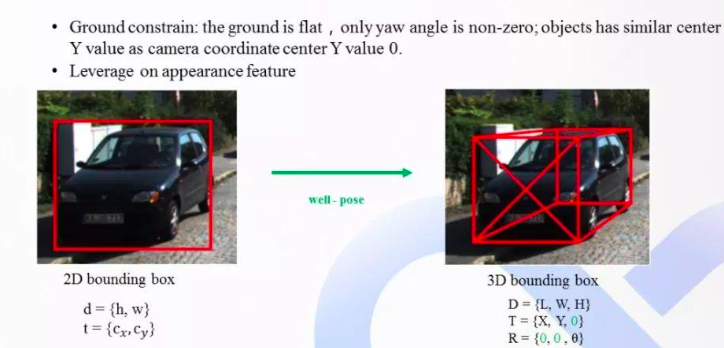 • Ground constrain: the ground is flat , only yaw angle is non-zero; objects has similar center
Y value as camera coordinate center Y value 0.
• Leverage on appearance feature
well - pose
2D bounding box
3D bounding box
d = {h, w}
D = {L, W, H}
t = {cₓ, cᵧ}
T = {X, Y, 0}
R = {0, 0 , θ}